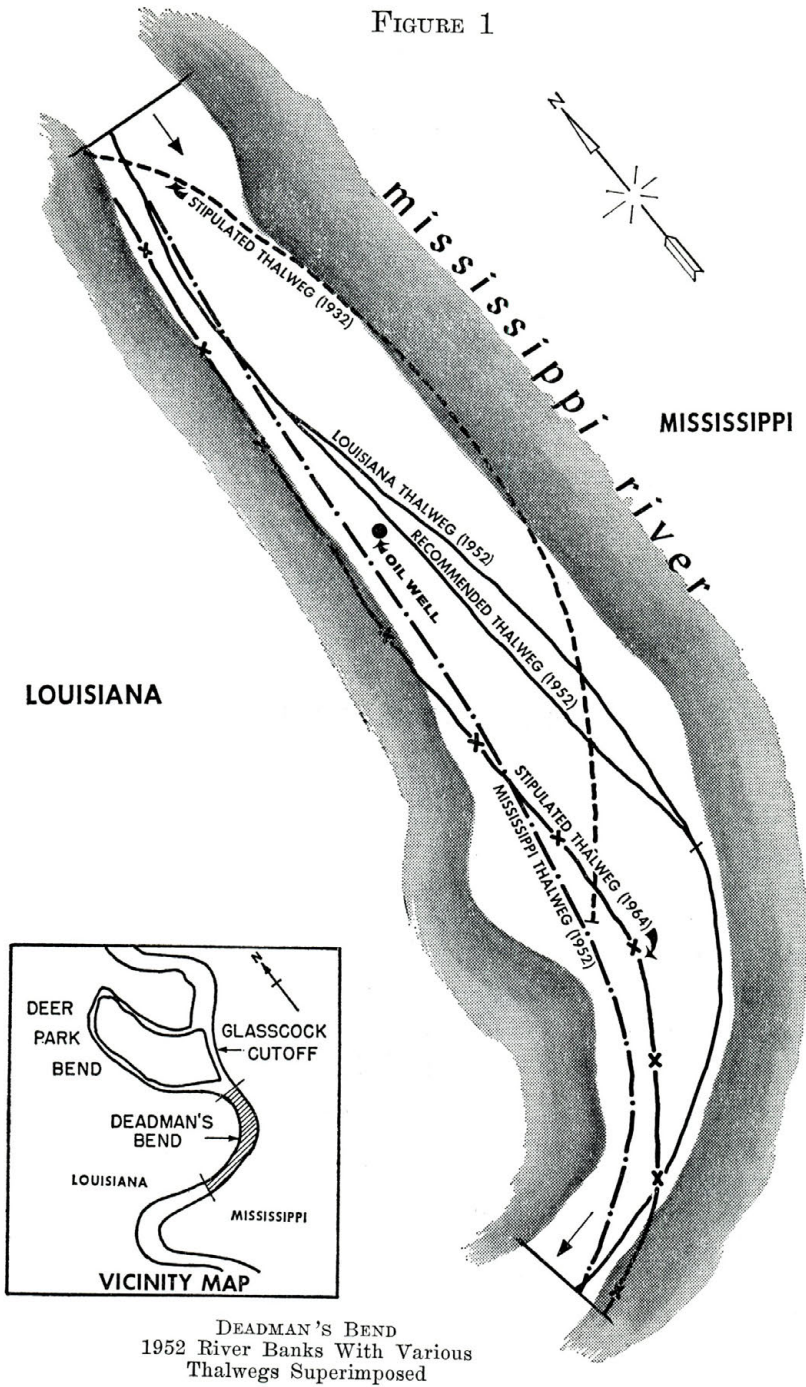 FIGURE 1
N
mississippi river
STIPULATED THALWEG (1932)
MISSISSIPPI
LOUISIANA THALWEG (1952)
RECOMMENDED THALWEG (1952)
OIL WELL
LOUISIANA
STIPULATED THALWEG (1964)
MISSISSIPPI THALWEG (1952)
N
DEER
PARK
BEND
GLASSCOCK
CUTOFF
DEADMAN'S
BEND
LOUISIANA
MISSISSIPPI
VICINITY MAP
DEADMAN'S BEND
1952 River Banks With Various
Thalwegs Superimposed